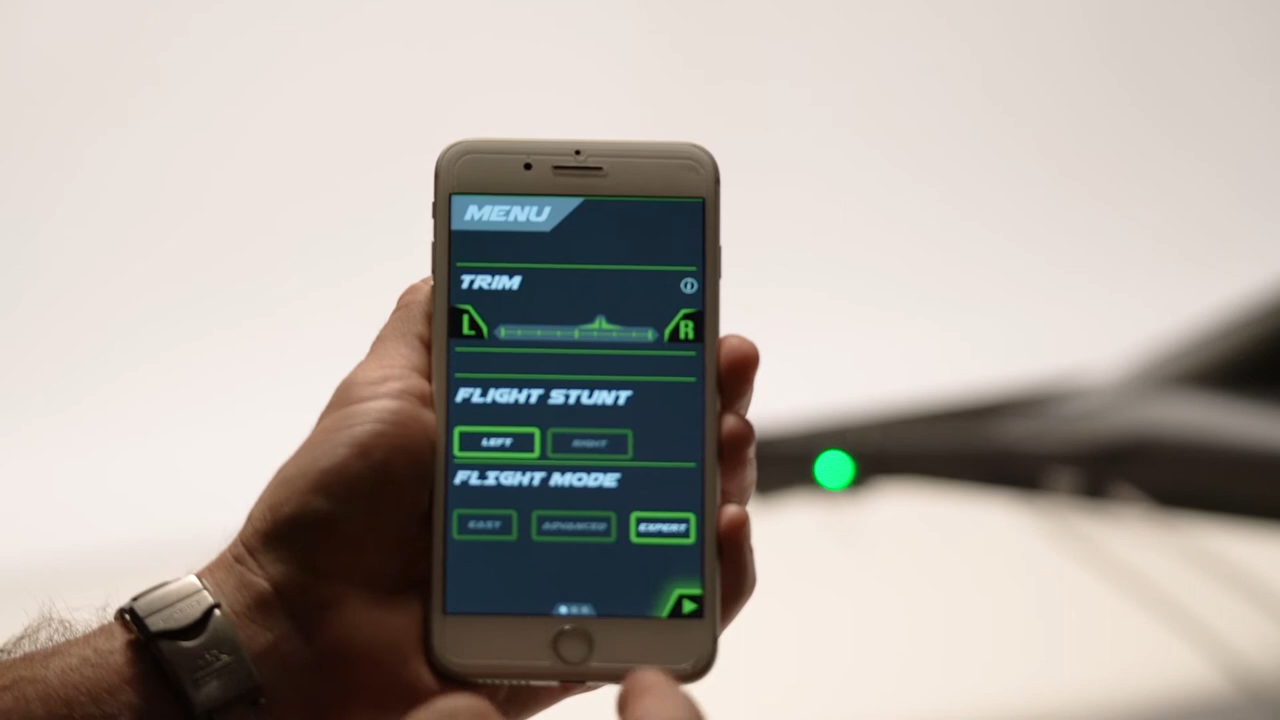 MENU
TRIM
L R
FLIGHT STUNT
LEFT RIGHT
FLIGHT MODE
EASY ADVANCED EXPERT